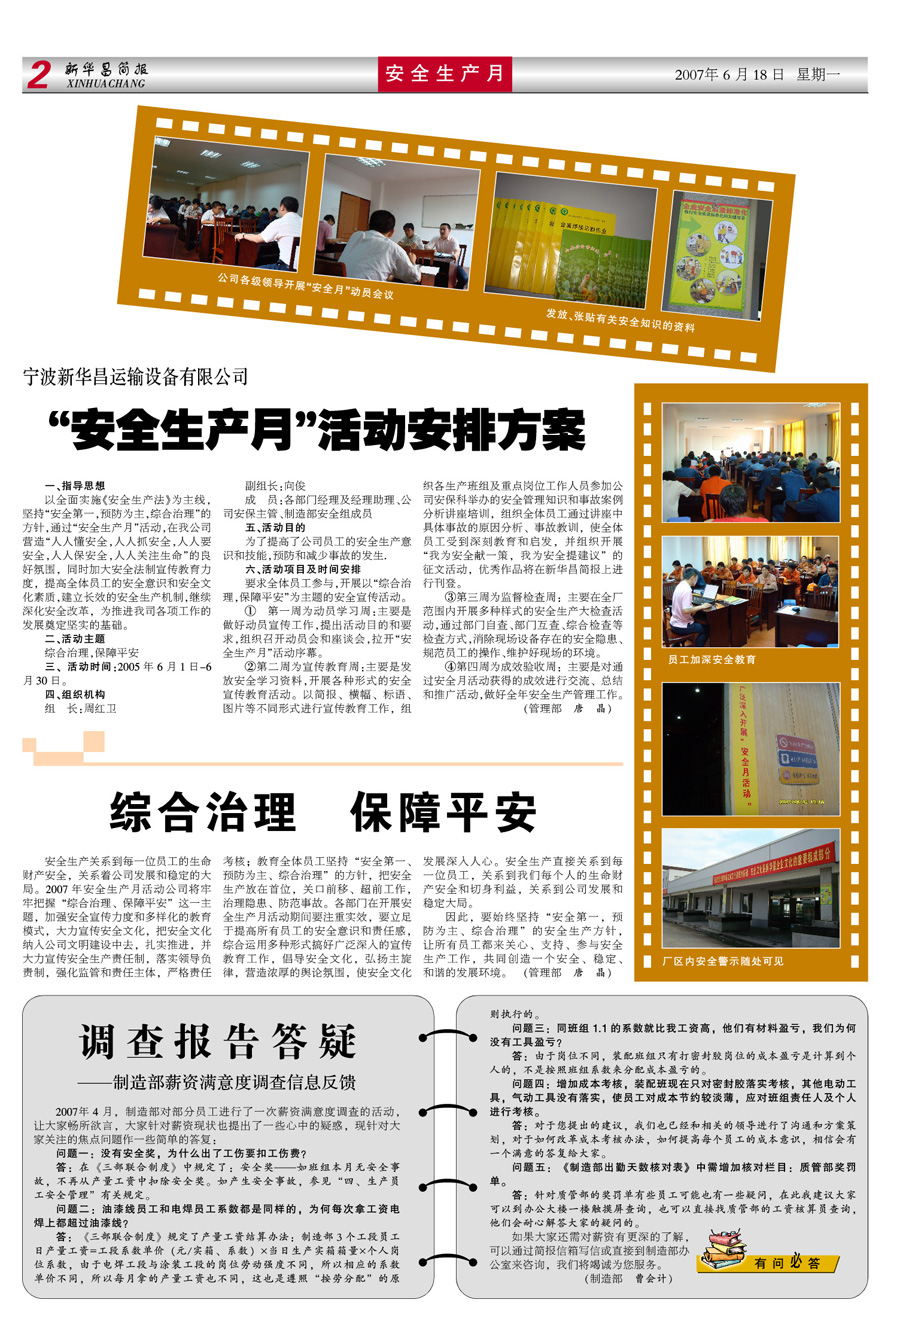 2 新华昌简报
XINHUACHANG
安全生产月
2007年 6 月 18 日 星期一
公司各级领导开展“安全月”动员会议
发放、张贴有关安全知识的资料
宁波新华昌运输设备有限公司
“安全生产月”活动安排方案
一、指导思想
以全面实施《安全生产法》为主线,
坚持“安全第一,预防为主,综合治理”的
方针,通过“安全生产月”活动,在我公司
营造“人人懂安全,人人抓安全,人人要
安全,人人保安全,人人关注生命”的良
好氛围，同时加大安全法制宣传教育力
度，提高全体员工的安全意识和安全文
化素质,建立长效的安全生产机制,继续
深化安全改革，为推进我司各项工作的
发展奠定坚实的基础。
二、活动主题
综合治理,保障平安
三、活动时间:2005 年 6 月 1 日-6
月 30 日。
四、组织机构
组 长:周红卫
副组长:向俊
成 员:各部门经理及经理助理、公
司安保主管、制造部安全组成员
五、活动目的
为了提高了公司员工的安全生产意
识和技能,预防和减少事故的发生.
六、活动项目及时间安排
要求全体员工参与,开展以“综合治
理,保障平安”为主题的安全宣传活动。
① 第一周为动员学习周:主要是
做好动员宣传工作,提出活动目的和要
求,组织召开动员会和座谈会,拉开“安
全生产月”活动序幕。
②第二周为宣传教育周:主要是发
放安全学习资料,开展各种形式的安全
宣传教育活动。以简报、横幅、标语、
图片等不同形式进行宣传教育工作，组
织各生产班组及重点岗位工作人员参加公
司安保科举办的安全管理知识和事故案例
分析讲座培训，组织全体员工通过讲座中
具体事故的原因分析、事故教训，使全体
员工受到深刻教育和启发，并组织开展
“我为安全献一策，我为安全提建议”的
征文活动，优秀作品将在新华昌简报上进
行刊登。
③第三周为监督检查周：主要在全厂
范围内开展多种样式的安全生产大检查活
动,通过部门自查、部门互查、综合检查等
检查方式,消除现场设备存在的安全隐患、
规范员工的操作、维护好现场的环境。
④第四周为成效验收周：主要是对通
过安全月活动获得的成效进行交流、总结
和推广活动,做好全年安全生产管理工作。
(管理部 唐 晶)
员工加深安全教育
广泛深入开展“安全月活动”
厂区内安全警示随处可见
综合治理 保障平安
安全生产关系到每一位员工的生命
财产安全，关系着公司发展和稳定的大
局。2007 年安全生产月活动公司将牢
牢把握“综合治理、保障平安”这一主
题，加强安全宣传力度和多样化的教育
模式，大力宣传安全文化，把安全文化
纳入公司文明建设中去，扎实推进，并
大力宣传安全生产责任制，落实领导负
责制，强化监管和责任主体，严格责任
考核；教育全体员工坚持“安全第一、
预防为主、综合治理”的方针，把安全
生产放在首位，关口前移、超前工作，
治理隐患、防范事故。各部门在开展安
全生产月活动期间要注重实效，要立足
于提高所有员工的安全意识和责任感，
综合运用多种形式搞好广泛深入的宣传
教育工作，倡导安全文化，弘扬主旋
律，营造浓厚的舆论氛围，使安全文化
发展深入人心。安全生产直接关系到每
一位员工，关系到我们每个人的生命财
产安全和切身利益，关系到公司发展和
稳定大局。
因此，要始终坚持“安全第一，预
防为主、综合治理”的安全生产方针，
让所有员工都来关心、支持、参与安全
生产工作，共同创造一个安全、稳定、
和谐的发展环境。 (管理部 唐 晶)
调查报告答疑
——制造部薪资满意度调查信息反馈
2007年 4 月，制造部对部分员工进行了一次薪资满意度调查的活动，
让大家畅所欲言，大家针对薪资现状也提出了一些心中的疑惑，现针对大
家关注的焦点问题作一些简单的答复：
问题一：没有安全奖，为什么出了工伤要扣工伤费？
答：在《三部联合制度》中规定了：安全奖——如班组本月无安全事
故，不再从产量工资中扣除安全奖。如产生安全事故，参见“四、生产员
工安全管理”有关规定。
问题二：油漆线员工和电焊员工系数都是同样的，为何每次拿工资电
焊上都超过油漆线？
答：《三部联合制度》规定了产量工资结算办法：制造部 3 个工段员工
日产量工资=工段系数单价（元/实箱、系数）×当日生产实箱箱量×个人岗
位系数，由于电焊工段与涂装工段的岗位劳动强度不同，所以相应的系数
单价不同，所以每月拿的产量工资也不同，这也是遵照“按劳分配”的原
则执行的。
问题三：同班组 1.1 的系数就比我工资高，他们有材料盈亏，我们为何
没有工具盈亏？
答：由于岗位不同，装配班组只有打密封胶岗位的成本盈亏是计算到个
人的，不是按照班组系数来分配成本盈亏的。
问题四：增加成本考核，装配班现在只对密封胶落实考核，其他电动工
具，气动工具没有落实，使员工对成本节约较淡薄，应对班组责任人及个人
进行考核。
答：对于您提出的建议，我们也已经和相关的领导进行了沟通和方案策
划，对于如何改革成本考核办法，如何提高每个员工的成本意识，相信会有
一个满意的答复给大家。
问题五：《制造部出勤天数核对表》中需增加核对栏目：质管部奖罚
单。
答：针对质管部的奖罚单有些员工可能也有一些疑问，在此我建议大家
可以到办公大楼一楼触摸屏查询，也可以直接找质管部的工资核算员查询，
他们会耐心解答大家的疑问的。
如果大家还需对薪资有更深的了解，
可以通过简报信箱写信或直接到制造部办
公室来咨询，我们将竭诚为您服务。
(制造部 曹会计)
有问必答